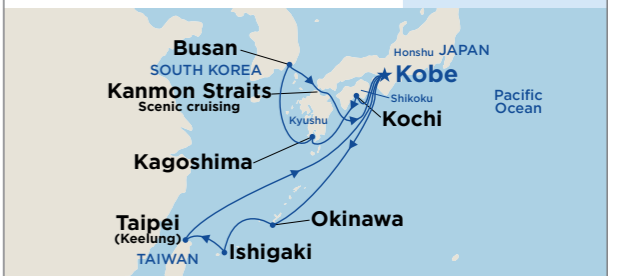 Busan
SOUTH KOREA
Kanmon Straits
Scenic cruising
Honshu JAPAN
Kobe
Shikoku
Kochi
Kyushu
Pacific
Ocean
Kagoshima
Okinawa
Taipei
(Keelung)
Ishigaki
TAIWAN